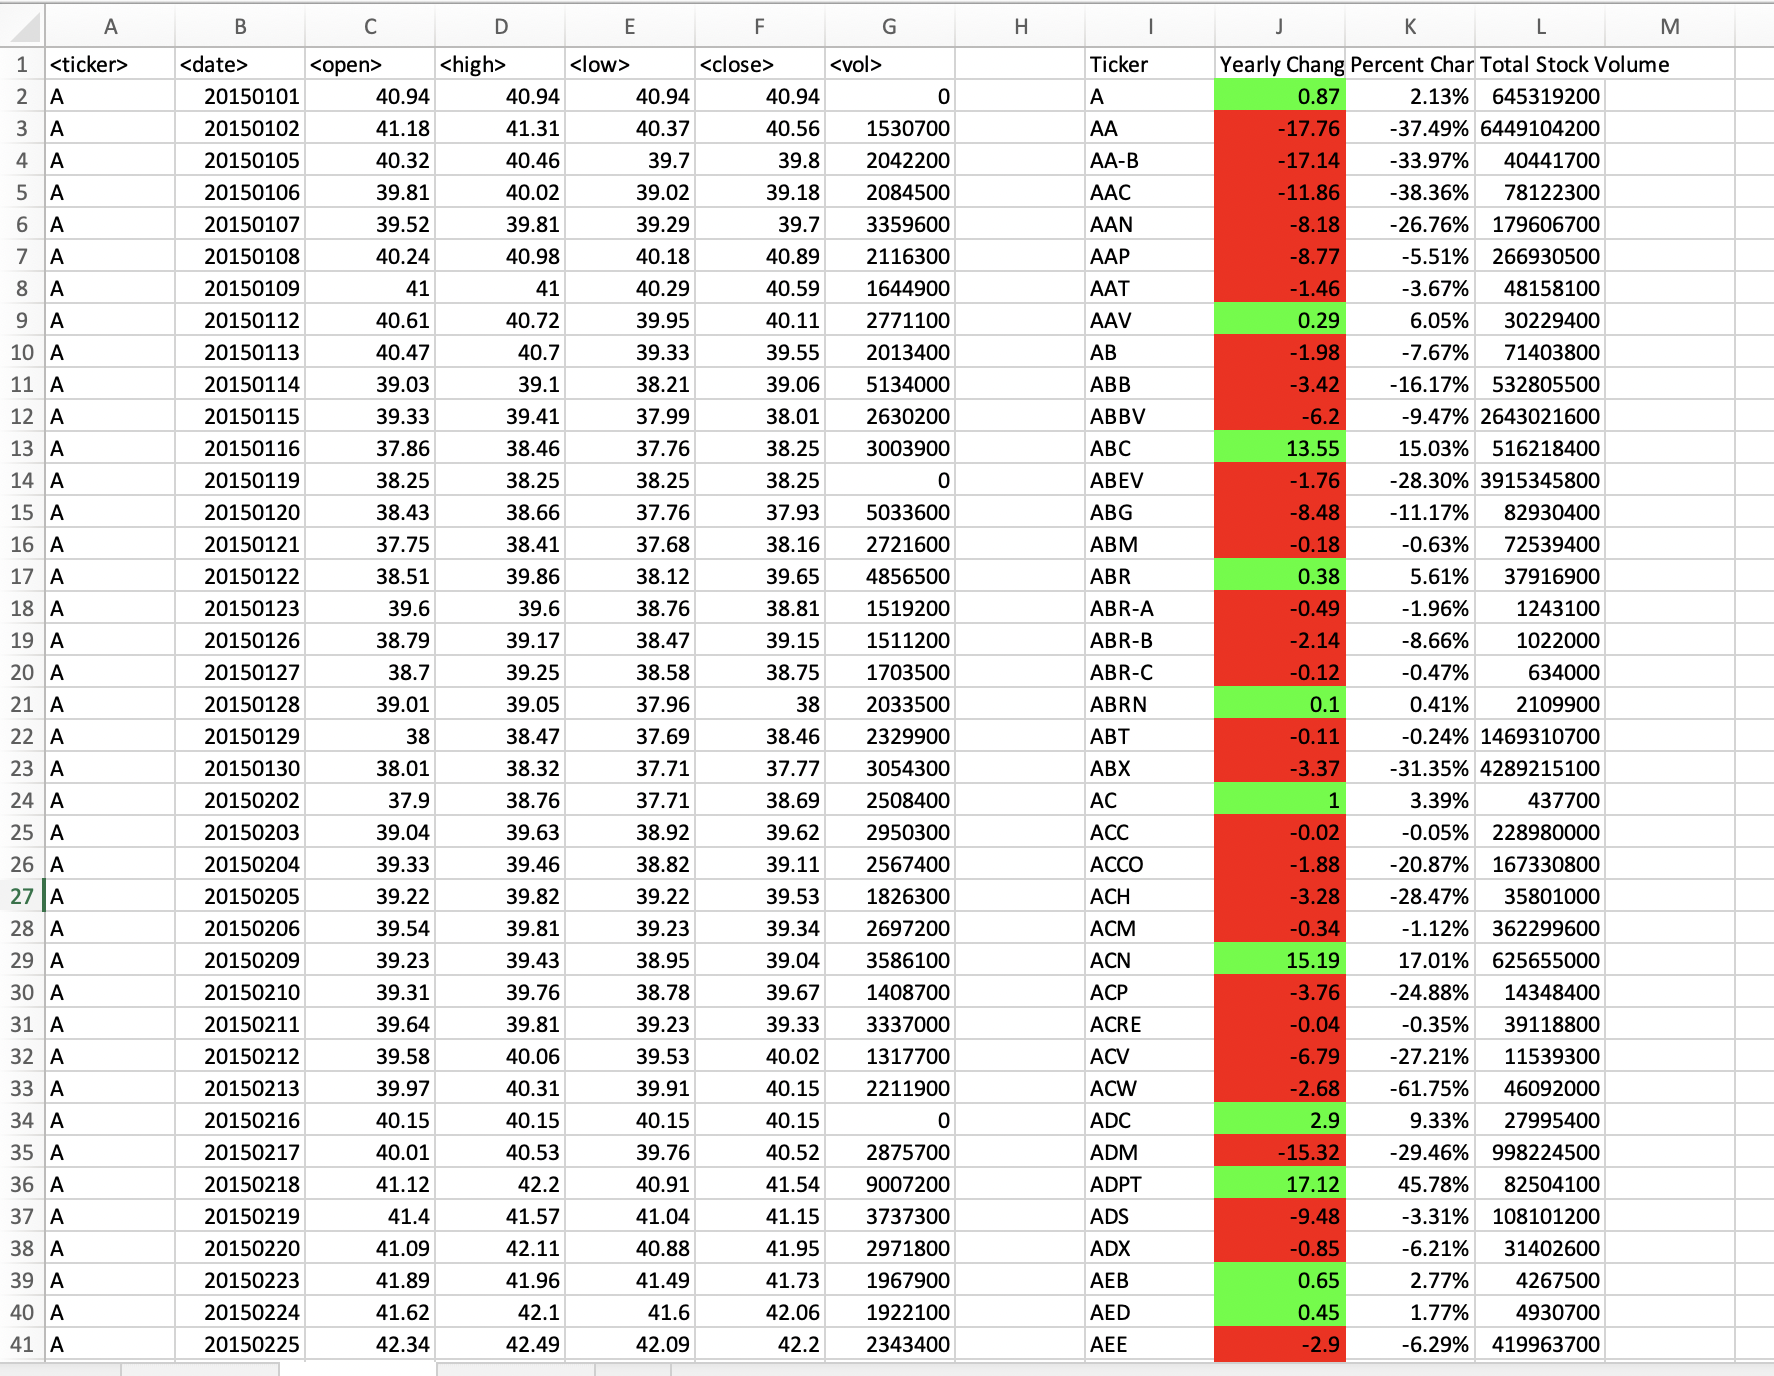 A B C D E F G H I J K L M
1 <ticker> <date> <open> <high> <low> <close> <vol> Ticker Yearly Chang Percent Char Total Stock Volume
2 A 20150101 40.94 40.94 40.94 40.94 0 A 0.87 2.13% 645319200
3 A 20150102 41.18 41.31 40.37 40.56 1530700 AA -17.76 -37.49% 6449104200
4 A 20150105 40.32 40.46 39.7 39.8 2042200 AA-B -17.14 -33.97% 40441700
5 A 20150106 39.81 40.02 39.02 39.18 2084500 AAC -11.86 -38.36% 78122300
6 A 20150107 39.52 39.81 39.29 39.7 3359600 AAN -8.18 -26.76% 179606700
7 A 20150108 40.24 40.98 40.18 40.89 2116300 AAP -8.77 -5.51% 266930500
8 A 20150109 41 41 40.29 40.59 1644900 AAT -1.46 -3.67% 48158100
9 A 20150112 40.61 40.72 39.95 40.11 2771100 AAV 0.29 6.05% 30229400
10 A 20150113 40.47 40.7 39.33 39.55 2013400 AB -1.98 -7.67% 71403800
11 A 20150114 39.03 39.1 38.21 39.06 5134000 ABB -3.42 -16.17% 532805500
12 A 20150115 39.33 39.41 37.99 38.01 2630200 ABBV -6.2 -9.47% 2643021600
13 A 20150116 37.86 38.46 37.76 38.25 3003900 ABC 13.55 15.03% 516218400
14 A 20150119 38.25 38.25 38.25 38.25 0 ABEV -1.76 -28.30% 3915345800
15 A 20150120 38.43 38.66 37.76 37.93 5033600 ABG -8.48 -11.17% 82930400
16 A 20150121 37.75 38.41 37.68 38.16 2721600 ABM -0.18 -0.63% 72539400
17 A 20150122 38.51 39.86 38.12 39.65 4856500 ABR 0.38 5.61% 37916900
18 A 20150123 39.6 39.6 38.76 38.81 1519200 ABR-A -0.49 -1.96% 1243100
19 A 20150126 38.79 39.17 38.47 39.15 1511200 ABR-B -2.14 -8.66% 1022000
20 A 20150127 38.7 39.25 38.58 38.75 1703500 ABR-C -0.12 -0.47% 634000
21 A 20150128 39.01 39.05 37.96 38 2033500 ABRN 0.1 0.41% 2109900
22 A 20150129 38 38.47 37.69 38.46 2329900 ABT -0.11 -0.24% 1469310700
23 A 20150130 38.01 38.32 37.71 37.77 3054300 ABX -3.37 -31.35% 4289215100
24 A 20150202 37.9 38.76 37.71 38.69 2508400 AC 1 3.39% 437700
25 A 20150203 39.04 39.63 38.92 39.62 2950300 ACC -0.02 -0.05% 228980000
26 A 20150204 39.33 39.46 38.82 39.11 2567400 ACCO -1.88 -20.87% 167330800
27 A 20150205 39.22 39.82 39.22 39.53 1826300 ACH -3.28 -28.47% 35801000
28 A 20150206 39.54 39.81 39.23 39.34 2697200 ACM -0.34 -1.12% 362299600
29 A 20150209 39.23 39.43 38.95 39.04 3586100 ACN 15.19 17.01% 625655000
30 A 20150210 39.31 39.76 38.78 39.67 1408700 ACP -3.76 -24.88% 14348400
31 A 20150211 39.64 39.81 39.23 39.33 3337000 ACRE -0.04 -0.35% 39118800
32 A 20150212 39.58 40.06 39.53 40.02 1317700 ACV -6.79 -27.21% 11539300
33 A 20150213 39.97 40.31 39.91 40.15 2211900 ACW -2.68 -61.75% 46092000
34 A 20150216 40.15 40.15 40.15 40.15 0 ADC 2.9 9.33% 27995400
35 A 20150217 40.01 40.53 39.76 40.52 2875700 ADM -15.32 -29.46% 998224500
36 A 20150218 41.12 42.2 40.91 41.54 9007200 ADPT 17.12 45.78% 82504100
37 A 20150219 41.4 41.57 41.04 41.15 3737300 ADS -9.48 -3.31% 108101200
38 A 20150220 41.09 42.11 40.88 41.95 2971800 ADX -0.85 -6.21% 31402600
39 A 20150223 41.89 41.96 41.49 41.73 1967900 AEB 0.65 2.77% 4267500
40 A 20150224 41.62 42.1 41.6 42.06 1922100 AED 0.45 1.77% 4930700
41 A 20150225 42.34 42.49 42.09 42.2 2343400 AEE -2.9 -6.29% 419963700